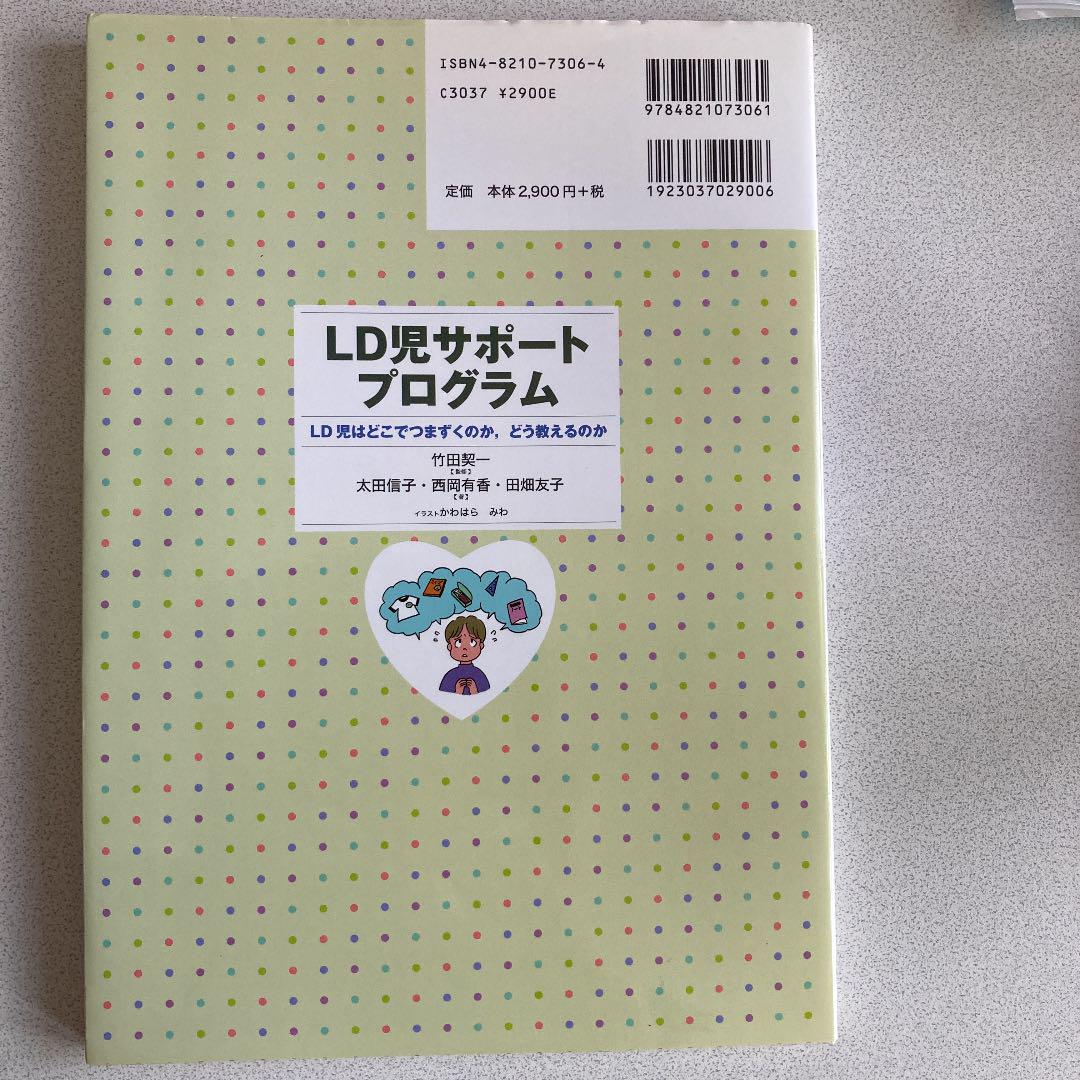 ISBN4-8210-7306-4
C3037 ¥2900E
9784821073061
定価 本体2,900円+税
1923037029006
LD児サポート
プログラム
LD児はどこでつまずくのか，どう教えるのか
竹田契一
【監修】
太田信子・西岡有香・田畑友子
【著】
イラストかわはら みわ